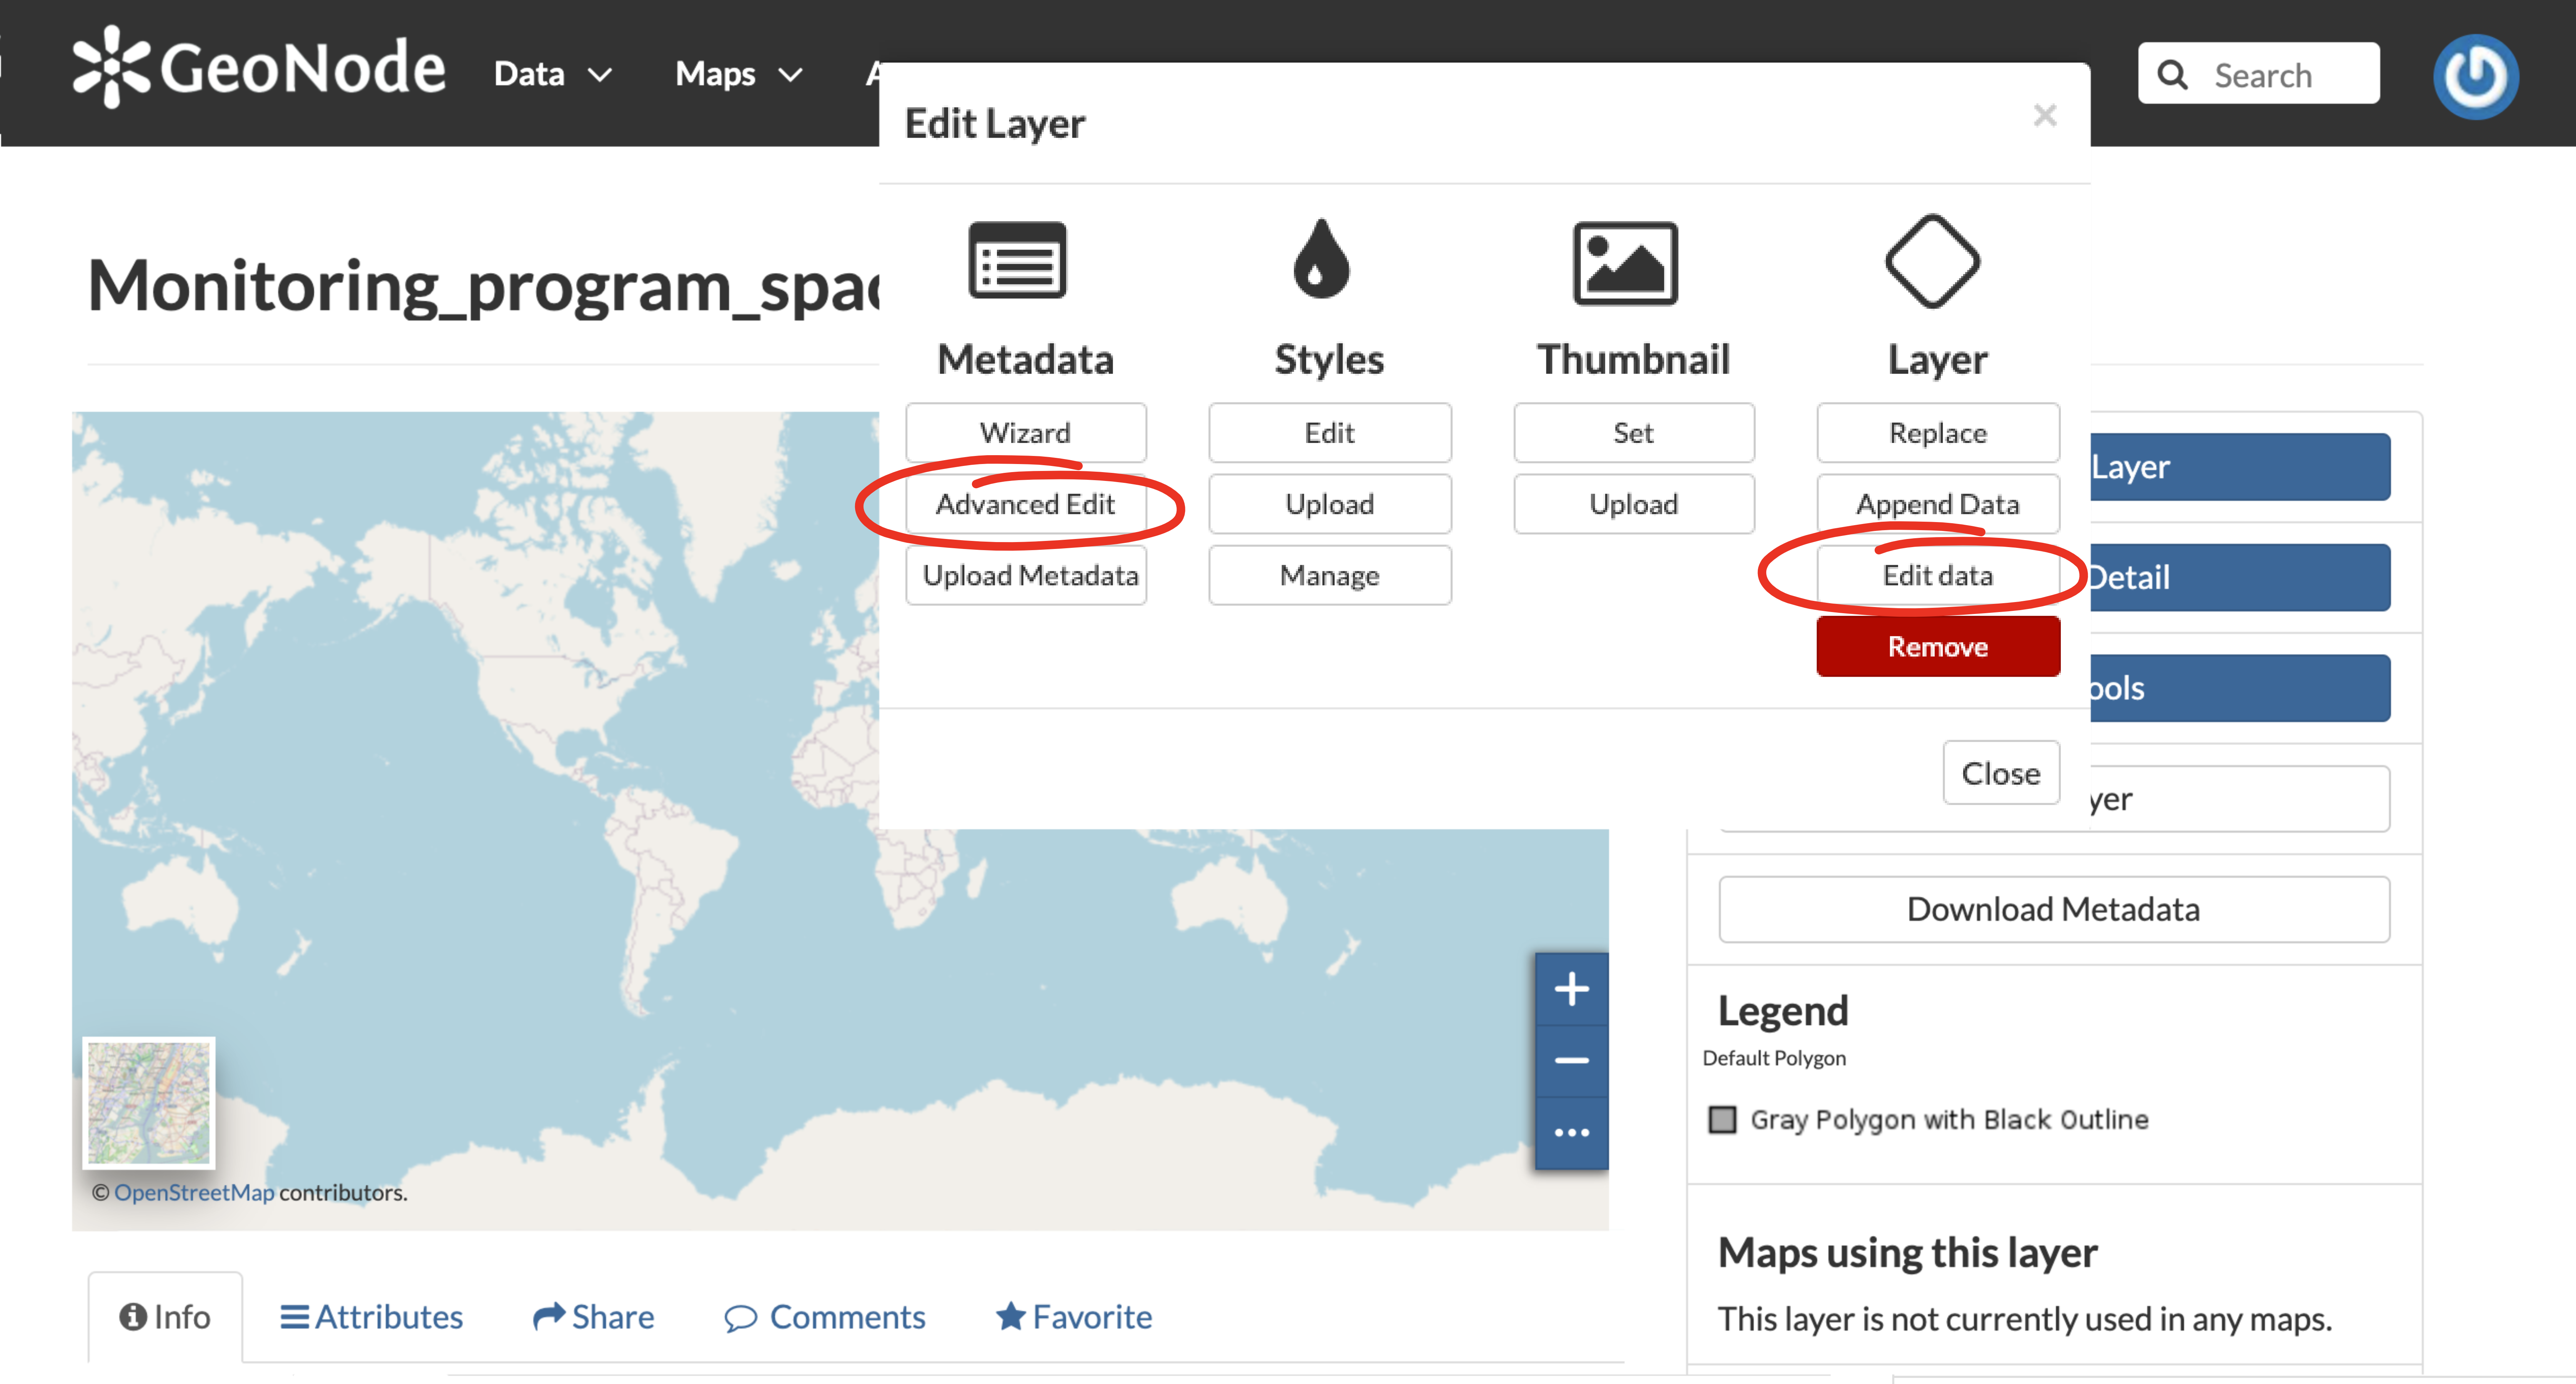 GeoNode Data Maps Search
Edit Layer ×
Monitoring_program_spa
Metadata Styles Thumbnail Layer
Wizard Edit Set Replace
Layer
Advanced Edit Upload Upload Append Data
Upload Metadata Manage Edit data
Detail
Remove
ools
Close
yer
Download Metadata
Legend
Default Polygon
Gray Polygon with Black Outline
© OpenStreetMap contributors.
Maps using this layer
This layer is not currently used in any maps.
Info Attributes Share Comments Favorite